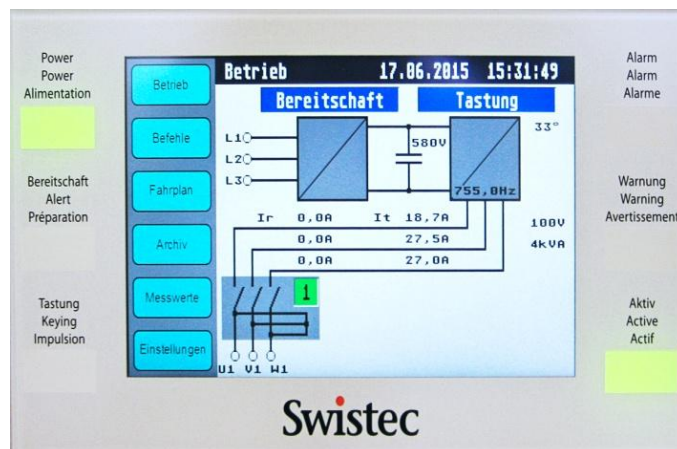 Power
Power
Alimentation
Bereitschaft
Alert
Préparation
Tastung
Keying
Impulsion
Betrieb
Befehle
Fahrplan
Archiv
Messwerte
Einstellungen
Betrieb 17.06.2015 15:31:49
Bereitschaft Tastung
L1
L2
L3
580V
33°
755,0Hz
Ir 0,0A It 18,7A
100V
0,0A 27,5A
4kVA
0,0A 27,0A
1
U1 V1 W1
Alarm
Alarm
Alarme
Warnung
Warning
Avertissement
Aktiv
Active
Actif
Swistec